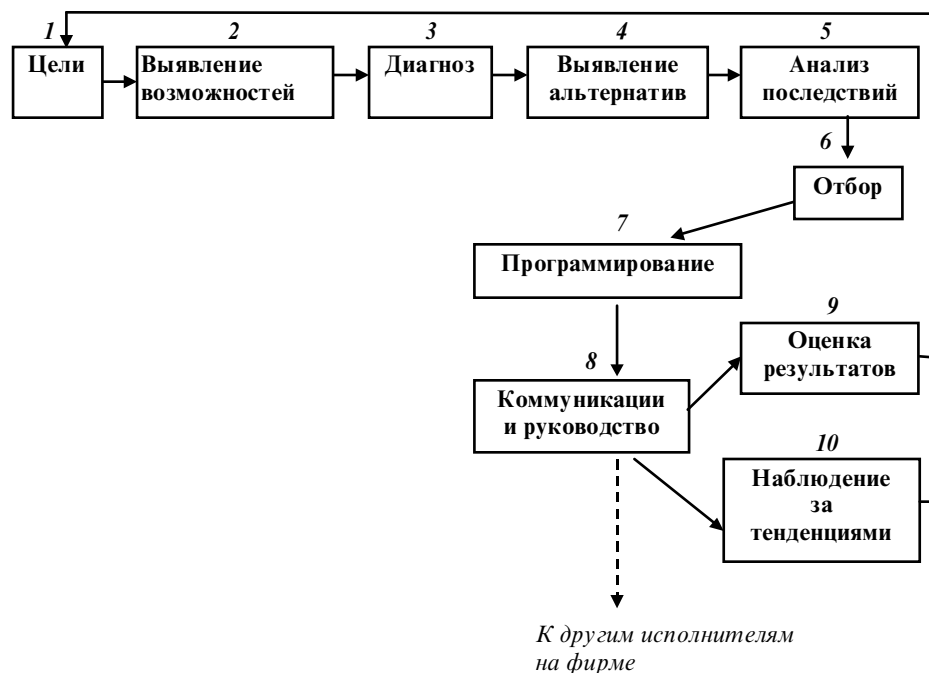 1
2
3
4
5
Цели
Выявление
возможностей
Диагноз
Выявление
альтернатив
Анализ
последствий
6
Отбор
7
Программирование
8
Коммуникации
и руководство
9
Оценка
результатов
10
Наблюдение
за
тенденциями
К другим исполнителям
на фирме